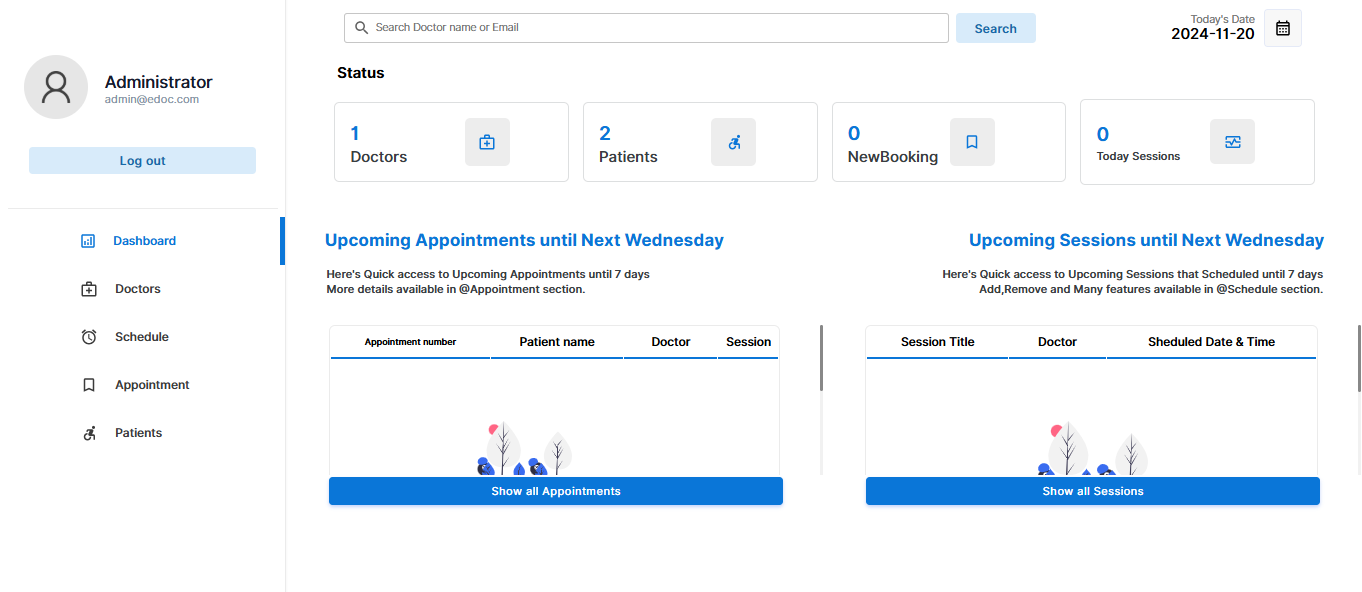 Search Doctor name or Email
Search
Today's Date
2024-11-20
Administrator
admin@edoc.com
Log out
Dashboard
Doctors
Schedule
Appointment
Patients
Status
1
Doctors
2
Patients
0
NewBooking
0
Today Sessions
Upcoming Appointments until Next Wednesday
Here's Quick access to Upcoming Appointments until 7 days
More details available in @Appointment section.
Appointment number Patient name Doctor Session
Show all Appointments
Upcoming Sessions until Next Wednesday
Here's Quick access to Upcoming Sessions that Scheduled until 7 days
Add,Remove and Many features available in @Schedule section.
Session Title Doctor Sheduled Date & Time
Show all Sessions